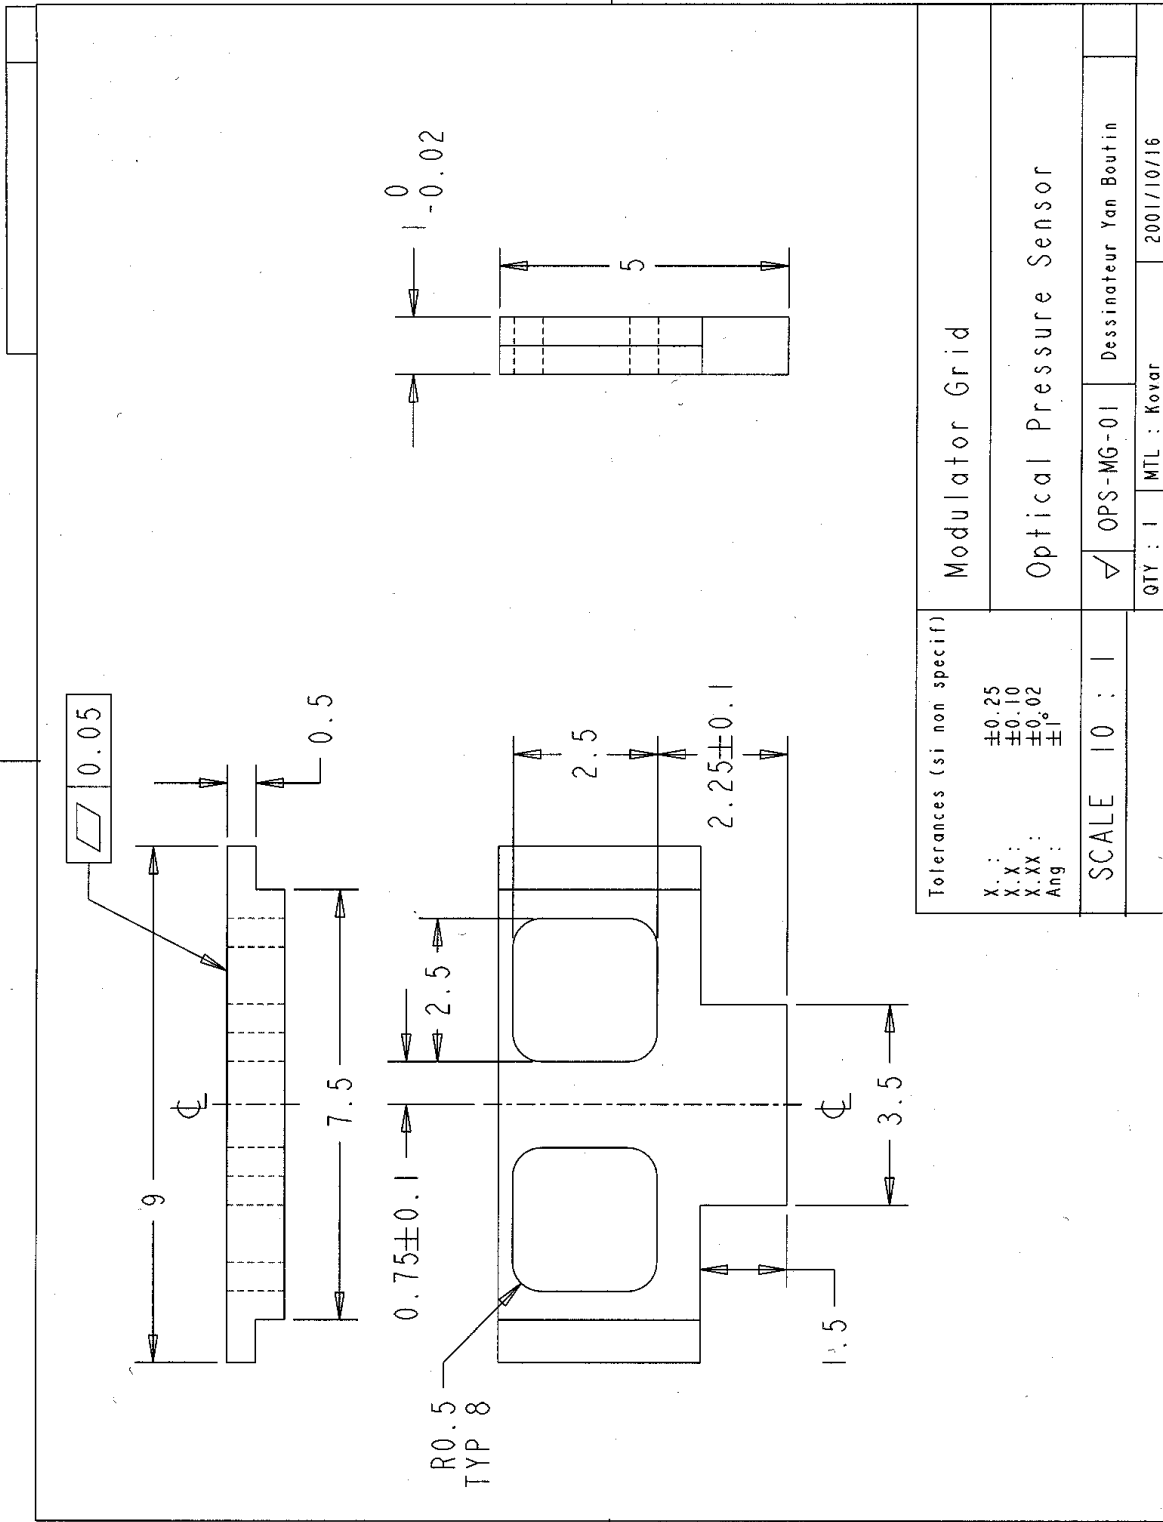 0.05
9
0.5
℄
7.5
1 0
-0.02
5
0.75±0.1
2.5
2.5
2.25±0.1
R0.5
TYP 8
℄
3.5
1.5
Tolerances (si non specif)
X. : ±0.25
X.X : ±0.10
X.XX : ±0.02
Ang : ±1°
SCALE 10 : 1
Modulator Grid
Optical Pressure Sensor
OPS-MG-01
Dessinateur Yan Boutin
QTY : 1
MTL : Kovar
2001/10/16